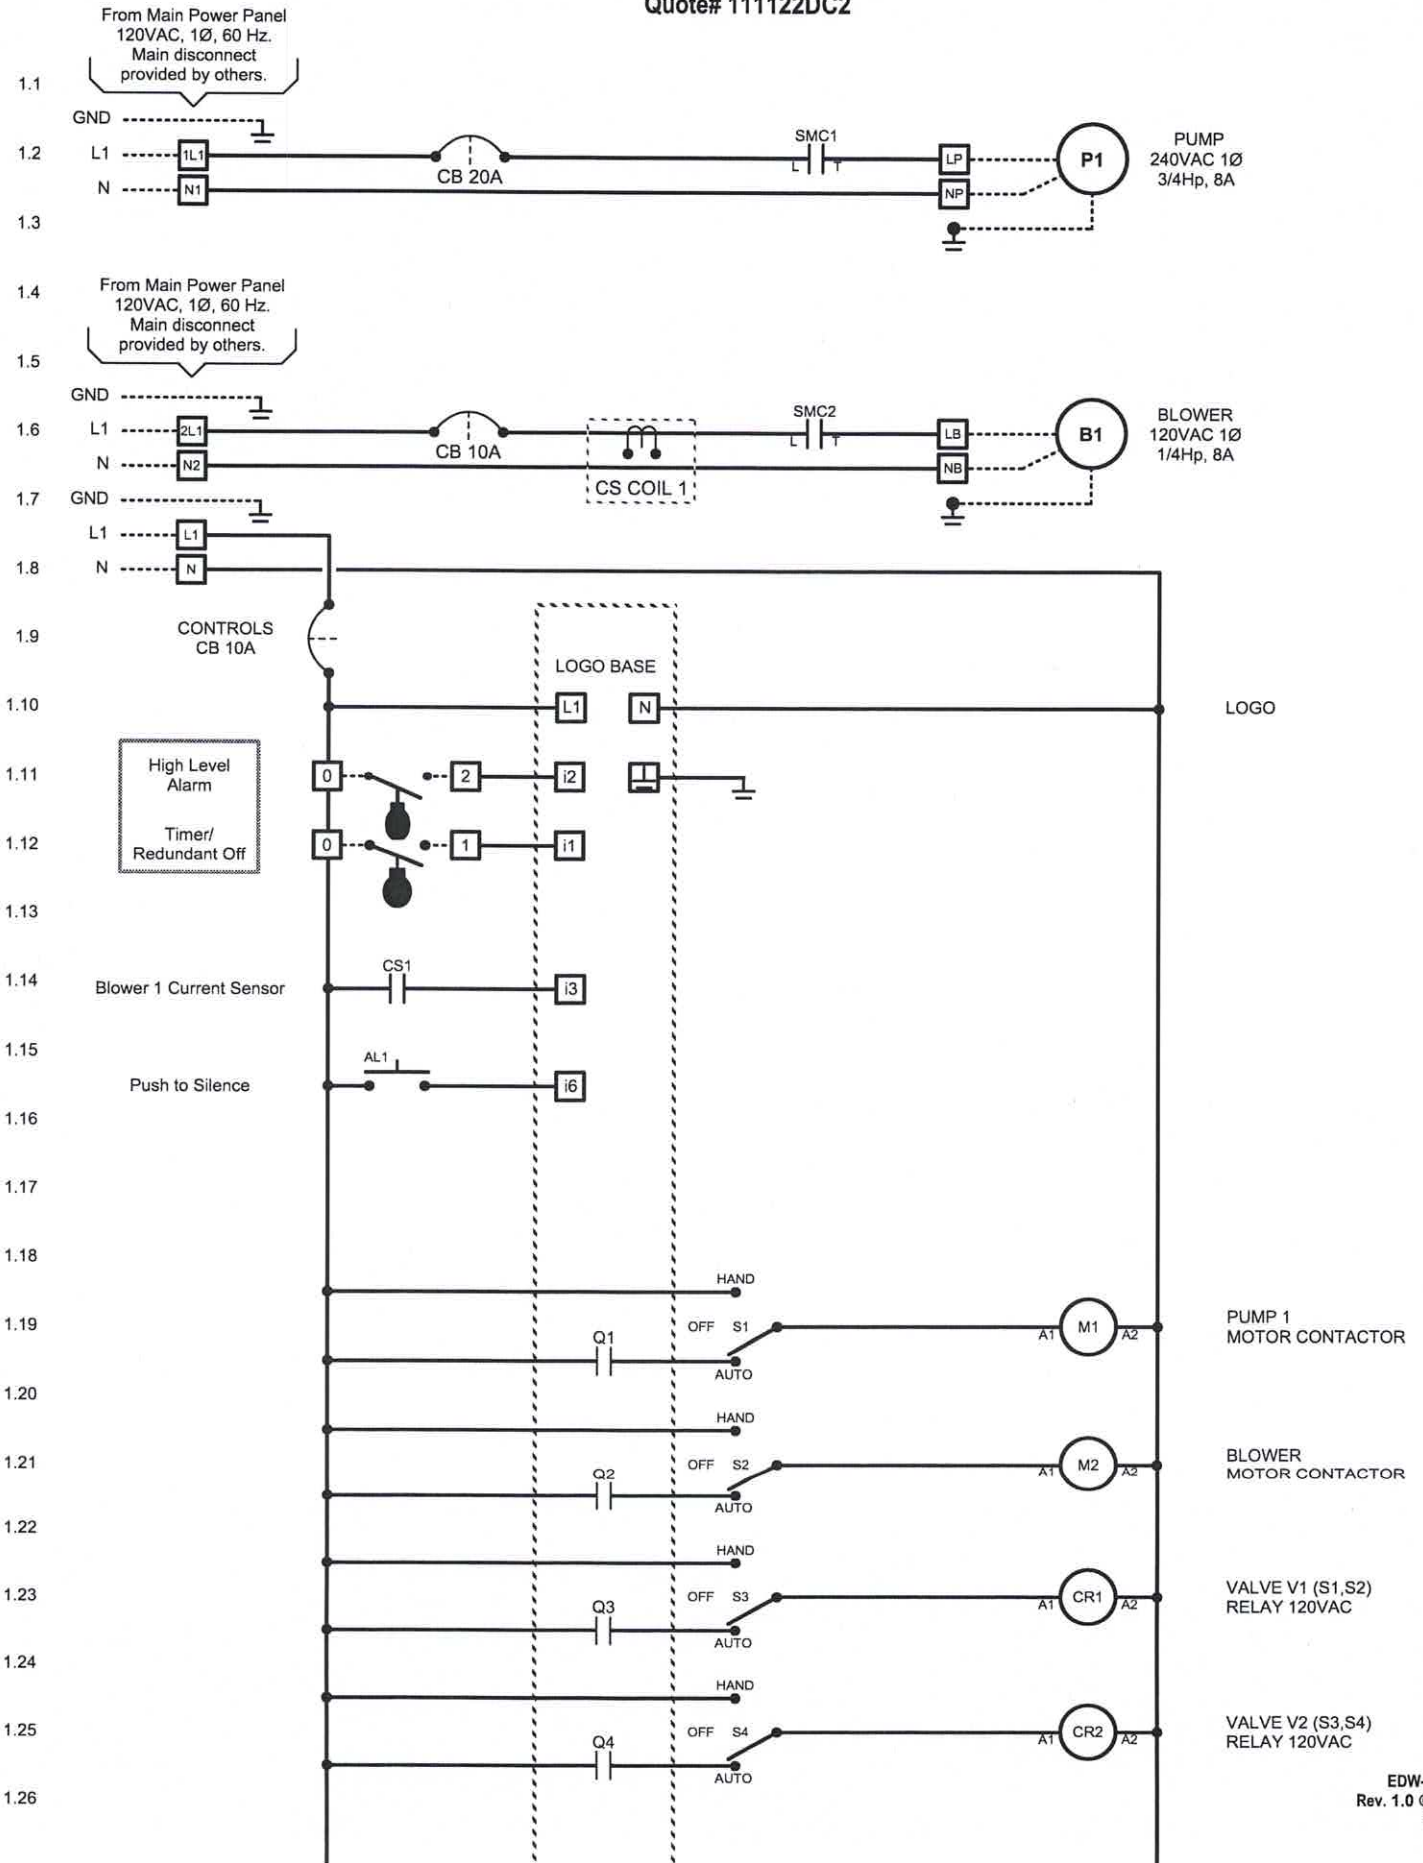 Quote# 111122DC2
From Main Power Panel
120VAC, 1Ø, 60 Hz.
Main disconnect
provided by others.
1.1
GND
1.2 L1 1L1 CB 20A SMC1 L T LP P1
PUMP
240VAC 1Ø
3/4Hp, 8A
N N1 NP
1.3
1.4
From Main Power Panel
120VAC, 1Ø, 60 Hz.
Main disconnect
provided by others.
1.5
GND
1.6 L1 2L1 CB 10A SMC2 L T LB B1
BLOWER
120VAC 1Ø
1/4Hp, 8A
N N2 NB
CS COIL 1
1.7 GND
L1 L1
1.8 N N
1.9
CONTROLS
CB 10A
LOGO BASE
1.10 L1 N LOGO
1.11
High Level
Alarm
0 2 i2
1.12
Timer/
Redundant Off
0 1 i1
1.13
1.14 CS1
Blower 1 Current Sensor i3
1.15 AL1
Push to Silence i6
1.16
1.17
1.18
HAND
1.19 OFF S1 A1 M1 A2
PUMP 1
MOTOR CONTACTOR
Q1
AUTO
1.20
HAND
1.21 OFF S2 A1 M2 A2
BLOWER
MOTOR CONTACTOR
Q2
AUTO
1.22
HAND
1.23 OFF S3 A1 CR1 A2
VALVE V1 (S1,S2)
RELAY 120VAC
Q3
AUTO
1.24
HAND
1.25 OFF S4 A1 CR2 A2
VALVE V2 (S3,S4)
RELAY 120VAC
Q4
AUTO
1.26
EDW-
Rev. 1.0 ©